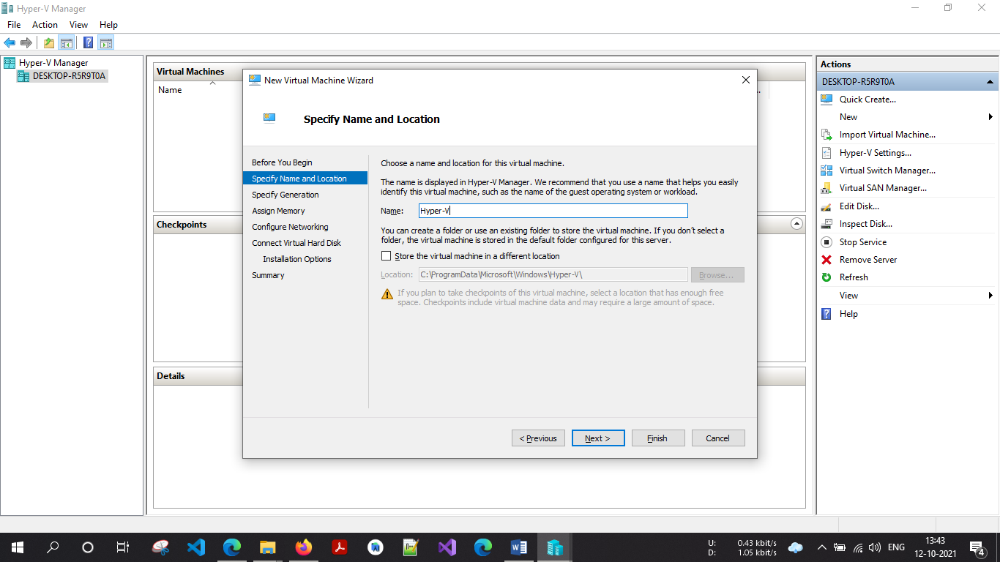 Hyper-V Manager
File Action View Help
Hyper-V Manager
DESKTOP-R5R9T0A
Virtual Machines
Name
Checkpoints
Details
New Virtual Machine Wizard
Specify Name and Location
Before You Begin
Specify Name and Location
Specify Generation
Assign Memory
Configure Networking
Connect Virtual Hard Disk
Installation Options
Summary
Choose a name and location for this virtual machine.
The name is displayed in Hyper-V Manager. We recommend that you use a name that helps you easily
identify this virtual machine, such as the name of the guest operating system or workload.
Name: Hyper-V
You can create a folder or use an existing folder to store the virtual machine. If you don't select a
folder, the virtual machine is stored in the default folder configured for this server.
Store the virtual machine in a different location
Location: C:\ProgramData\Microsoft\Windows\Hyper-V\ Browse...
If you plan to take checkpoints of this virtual machine, select a location that has enough free
space. Checkpoints include virtual machine data and may require a large amount of space.
< Previous Next > Finish Cancel
Actions
DESKTOP-R5R9T0A
Quick Create...
New
Import Virtual Machine...
Hyper-V Settings...
Virtual Switch Manager...
Virtual SAN Manager...
Edit Disk...
Inspect Disk...
Stop Service
Remove Server
Refresh
View
Help
U: 0.43 kbit/s
D: 1.05 kbit/s
ENG
13:43
12-10-2021
4